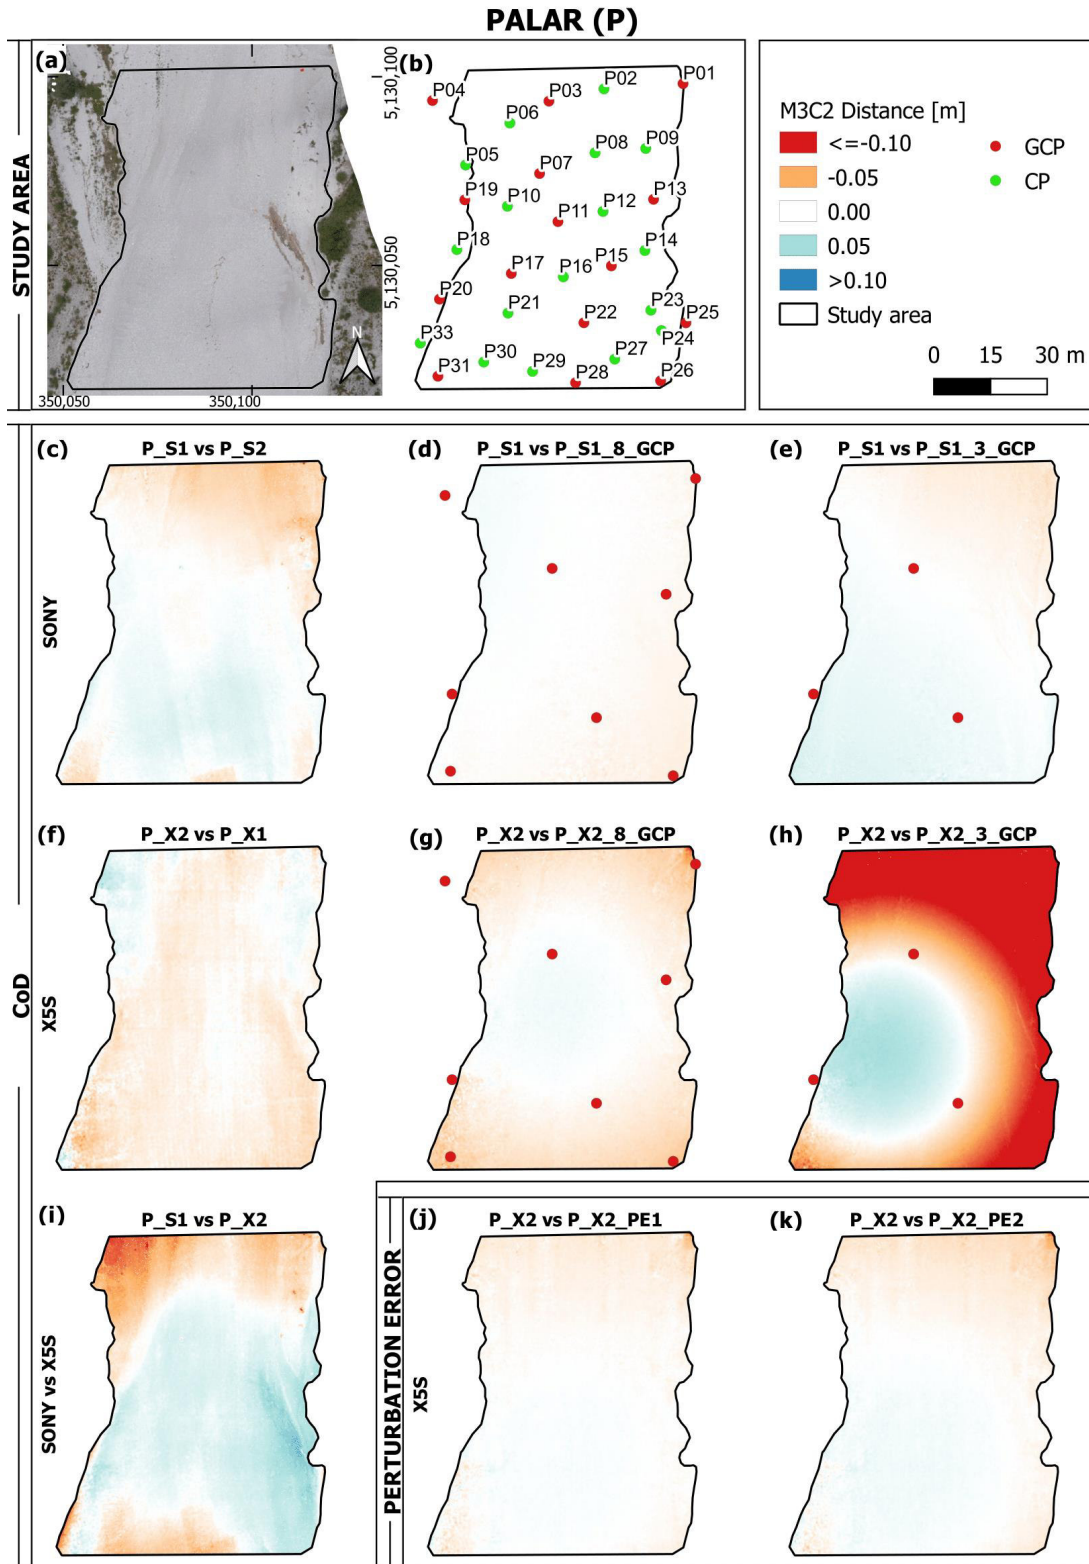 PALAR (P)
STUDY AREA
(a)
N
350,050
350,100
5,130,100
5,130,050
(b)
P01
P02
P03
P04
P06
P05
P08
P09
P07
P19
P10
P13
P12
P11
P18
P14
P15
P17
P16
P20
P21
P23
P22
P25
P24
P33
P27
P30
P29
P31
P28
P26
M3C2 Distance [m]
<=-0.10
-0.05
0.00
0.05
>0.10
Study area
GCP
CP
0 15 30 m
CoD
SONY
(c) P_S1 vs P_S2
(d) P_S1 vs P_S1_8_GCP
(e) P_S1 vs P_S1_3_GCP
X5S
(f) P_X2 vs P_X1
(g) P_X2 vs P_X2_8_GCP
(h) P_X2 vs P_X2_3_GCP
SONY vs X5S
(i) P_S1 vs P_X2
PERTURBATION ERROR
X5S
(j) P_X2 vs P_X2_PE1
(k) P_X2 vs P_X2_PE2